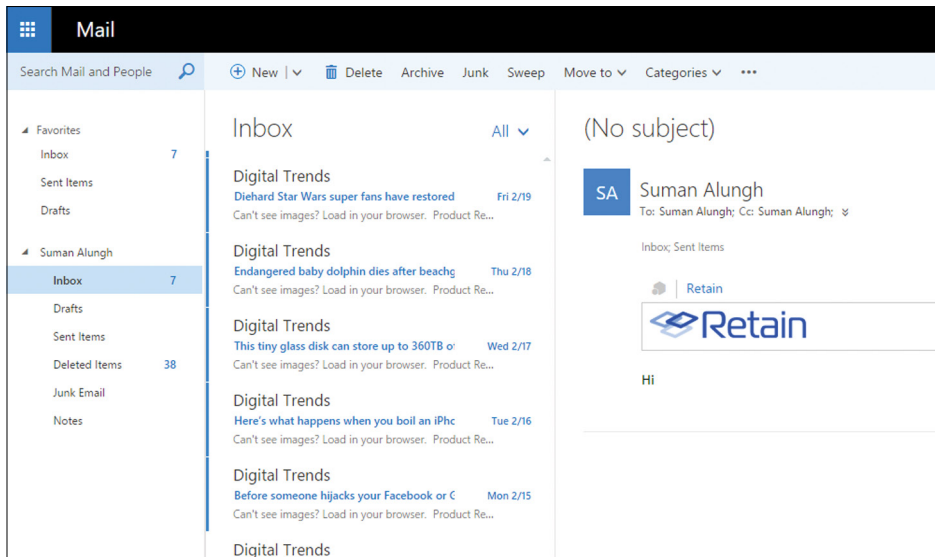 Mail
Search Mail and People
New
Delete
Archive
Junk
Sweep
Move to
Categories
•••
Favorites
Inbox 7
Sent Items
Drafts
Suman Alungh
Inbox 7
Drafts
Sent Items
Deleted Items 38
Junk Email
Notes
Inbox
All
Digital Trends
Diehard Star Wars super fans have restored Fri 2/19
Can't see images? Load in your browser. Product Re...
Digital Trends
Endangered baby dolphin dies after beachg Thu 2/18
Can't see images? Load in your browser. Product Re...
Digital Trends
This tiny glass disk can store up to 360TB o Wed 2/17
Can't see images? Load in your browser. Product Re...
Digital Trends
Here's what happens when you boil an iPho Tue 2/16
Can't see images? Load in your browser. Product Re...
Digital Trends
Before someone hijacks your Facebook or Mon 2/15
Can't see images? Load in your browser. Product Re...
Digital Trends
(No subject)
SA
Suman Alungh
To: Suman Alungh; Cc: Suman Alungh;
Inbox; Sent Items
Retain
Retain
Hi